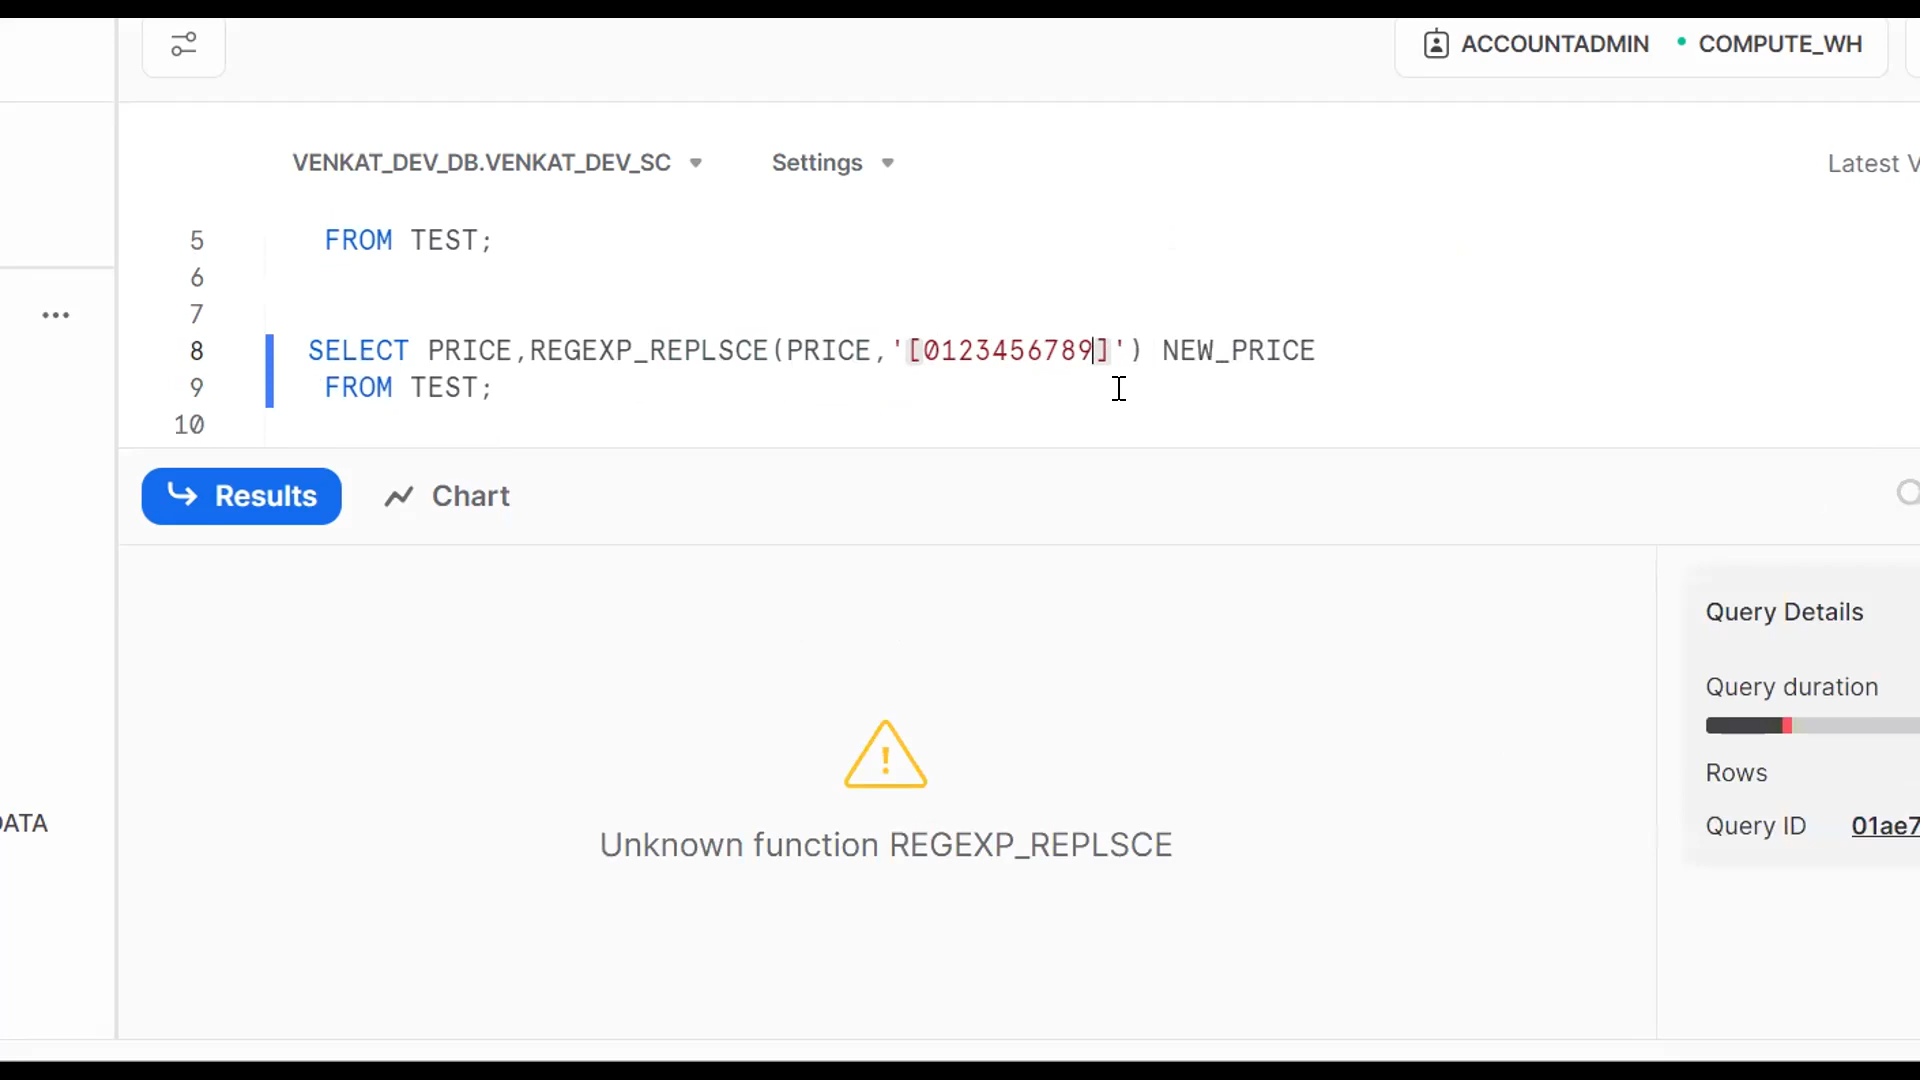 ACCOUNTADMIN COMPUTE_WH
VENKAT_DEV_DB.VENKAT_DEV_SC Settings Latest V
5 FROM TEST;
6
7
8 SELECT PRICE,REGEXP_REPLSCE(PRICE,'[0123456789]') NEW_PRICE
9 FROM TEST;
10
Results Chart
Query Details
Query duration
Rows
DATA
Query ID 01ae7
Unknown function REGEXP_REPLSCE